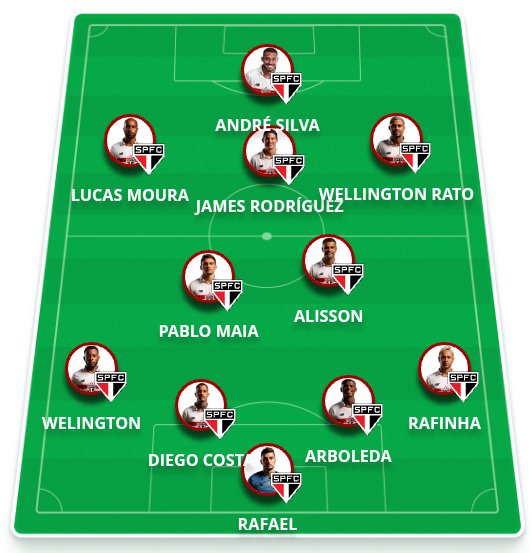 SPFC
ANDRÉ SILVA
SPFC
LUCAS MOURA
SPFC
JAMES RODRÍGUEZ
SPFC
WELLINGTON RATO
SPFC
PABLO MAIA
SPFC
ALISSON
SPFC
WELINGTON
SPFC
DIEGO COSTA
SPFC
ARBOLEDA
SPFC
RAFINHA
SPFC
RAFAEL